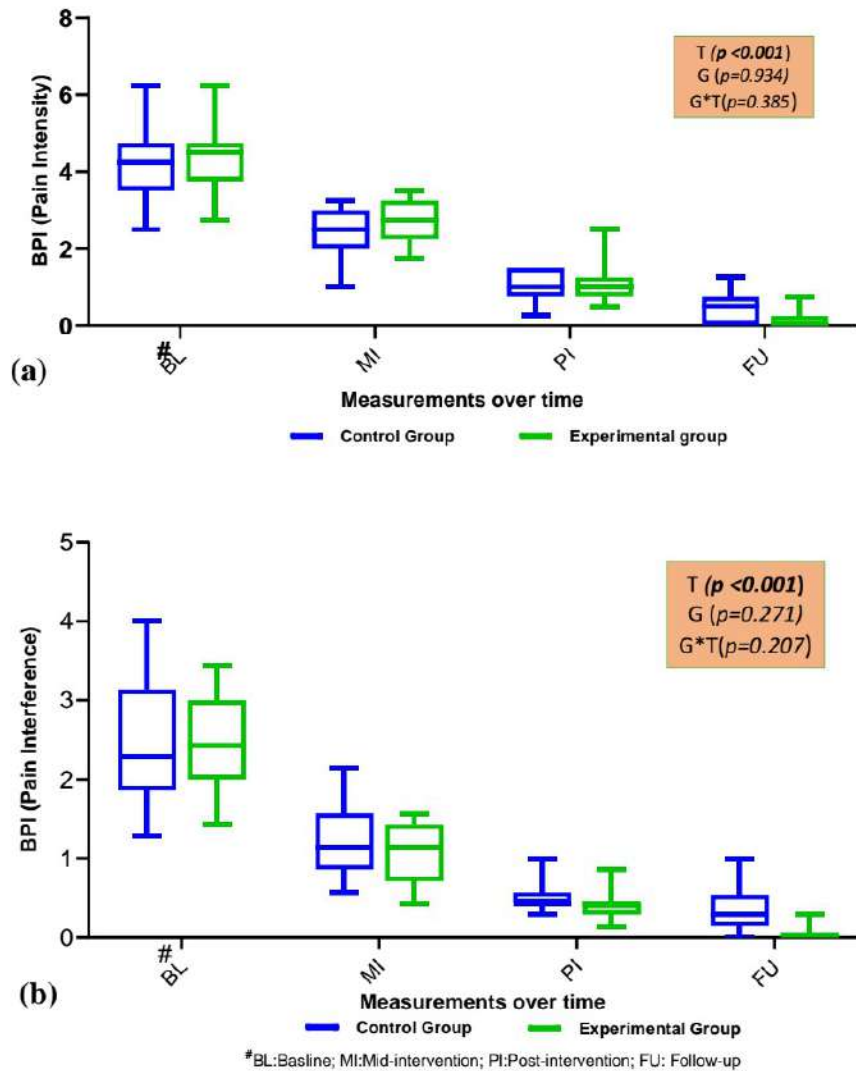 8
6
4
2
0
BPI (Pain Intensity)
T (p <0.001)
G (p=0.934)
G*T(p=0.385)
#
BL
MI
PI
FU
(a)
Measurements over time
Control Group
Experimental group
5
4
3
2
1
0
BPI (Pain Interference)
T (p <0.001)
G (p=0.271)
G*T(p=0.207)
#
BL
MI
PI
FU
(b)
Measurements over time
Control Group
Experimental Group
#BL:Basline; MI:Mid-intervention; PI:Post-intervention; FU: Follow-up